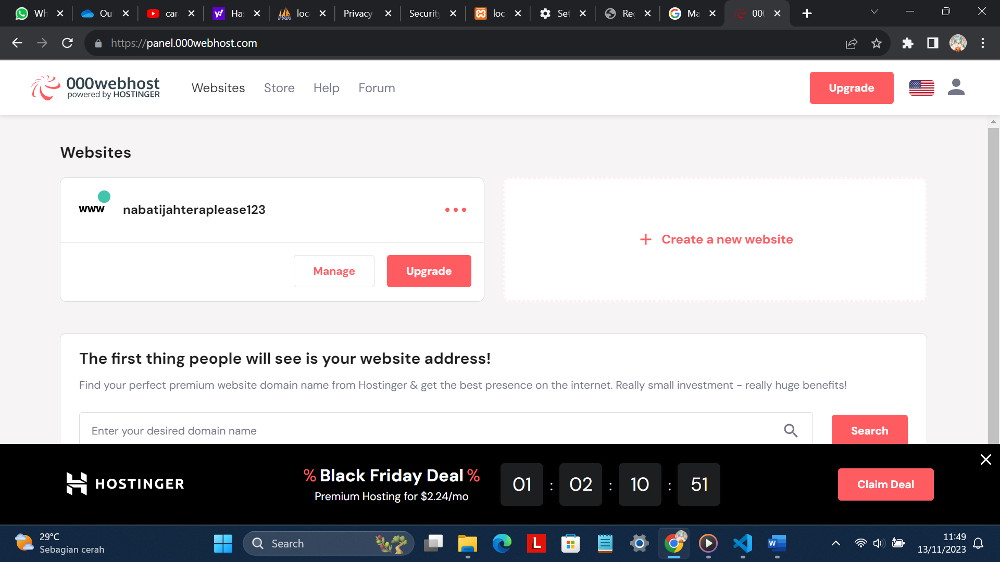 Wh
Ou
car
Ha
loc
Privacy
Security
loc
Set
Re
Ma
000
https://panel.000webhost.com
000webhost
powered by HOSTINGER
Websites
Store
Help
Forum
Upgrade
Websites
www
nabatijahteraplease123
Manage
Upgrade
+ Create a new website
The first thing people will see is your website address!
Find your perfect premium website domain name from Hostinger & get the best presence on the internet. Really small investment - really huge benefits!
Enter your desired domain name
Search
HOSTINGER
% Black Friday Deal %
Premium Hosting for $2.24/mo
01 : 02 : 10 : 51
Claim Deal
29°C
Sebagian cerah
Search
11:49
13/11/2023